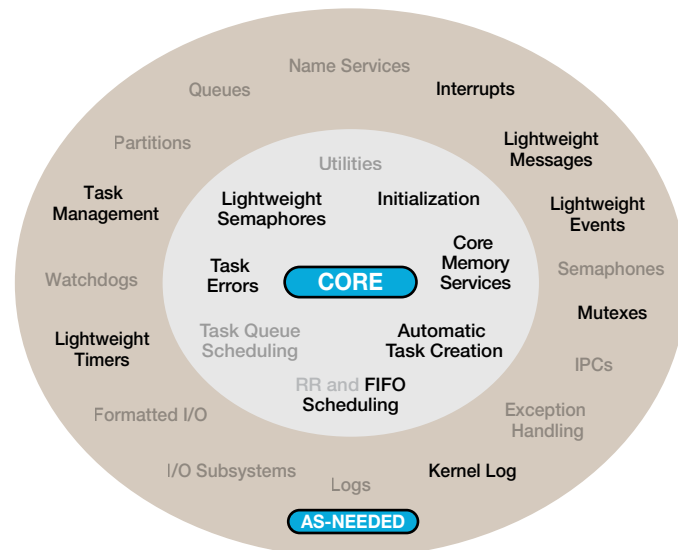 Name Services
Queues
Interrupts
Partitions
Lightweight
Messages
Utilities
Task
Management
Lightweight
Semaphores
Initialization
Lightweight
Events
Core
Memory
Services
Task
Errors
CORE
Watchdogs
Semaphones
Mutexes
Lightweight
Timers
Task Queue
Scheduling
Automatic
Task Creation
IPCs
RR and FIFO
Scheduling
Formatted I/O
Exception
Handling
I/O Subsystems
Logs
Kernel Log
AS-NEEDED